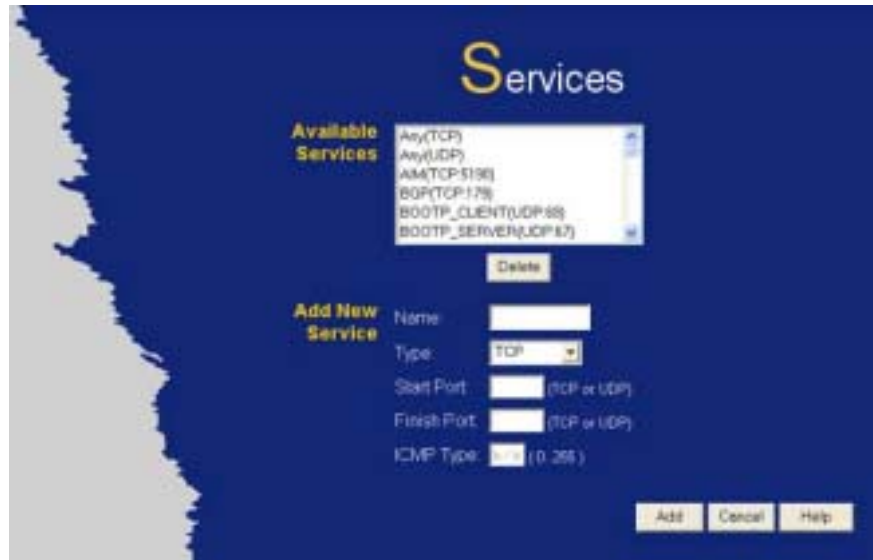 Services
Available Services
Any(TCP)
Any(UDP)
AIM(TCP:5190)
BGP(TCP:179)
BOOTP_CLIENT(UDP:68)
BOOTP_SERVER(UDP:67)
Delete
Add New Service
Name:
Type:
TCP
Start Port:
(TCP or UDP)
Finish Port:
(TCP or UDP)
ICMP Type:
(0..255)
Add
Cancel
Help